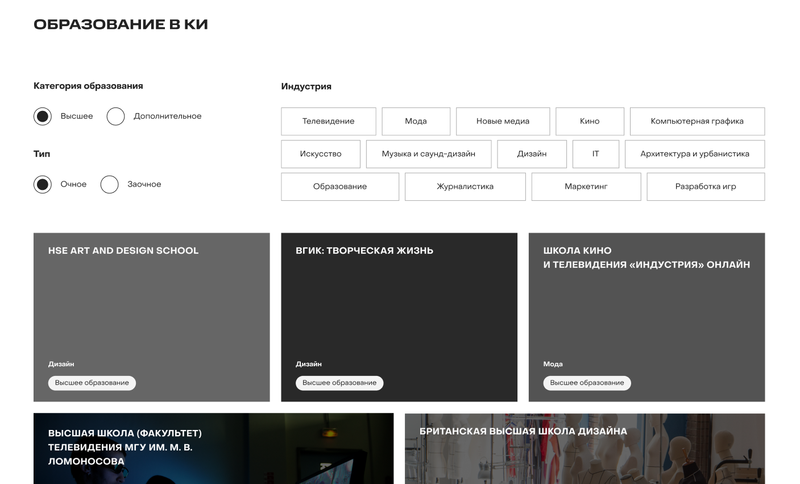 ОБРАЗОВАНИЕ В КИ
Категория образования
Высшее
Дополнительное
Тип
Очное
Заочное
Индустрия
Телевидение
Мода
Новые медиа
Кино
Компьютерная графика
Искусство
Музыка и саунд-дизайн
Дизайн
IT
Архитектура и урбанистика
Образование
Журналистика
Маркетинг
Разработка игр
HSE ART AND DESIGN SCHOOL
Дизайн
Высшее образование
ВГИК: ТВОРЧЕСКАЯ ЖИЗНЬ
Дизайн
Высшее образование
ШКОЛА КИНО
И ТЕЛЕВИДЕНИЯ «ИНДУСТРИЯ» ОНЛАЙН
Мода
Высшее образование
ВЫСШАЯ ШКОЛА (ФАКУЛЬТЕТ)
ТЕЛЕВИДЕНИЯ МГУ ИМ. М. В.
ЛОМОНОСОВА
БРИТАНСКАЯ ВЫСШАЯ ШКОЛА ДИЗАЙНА